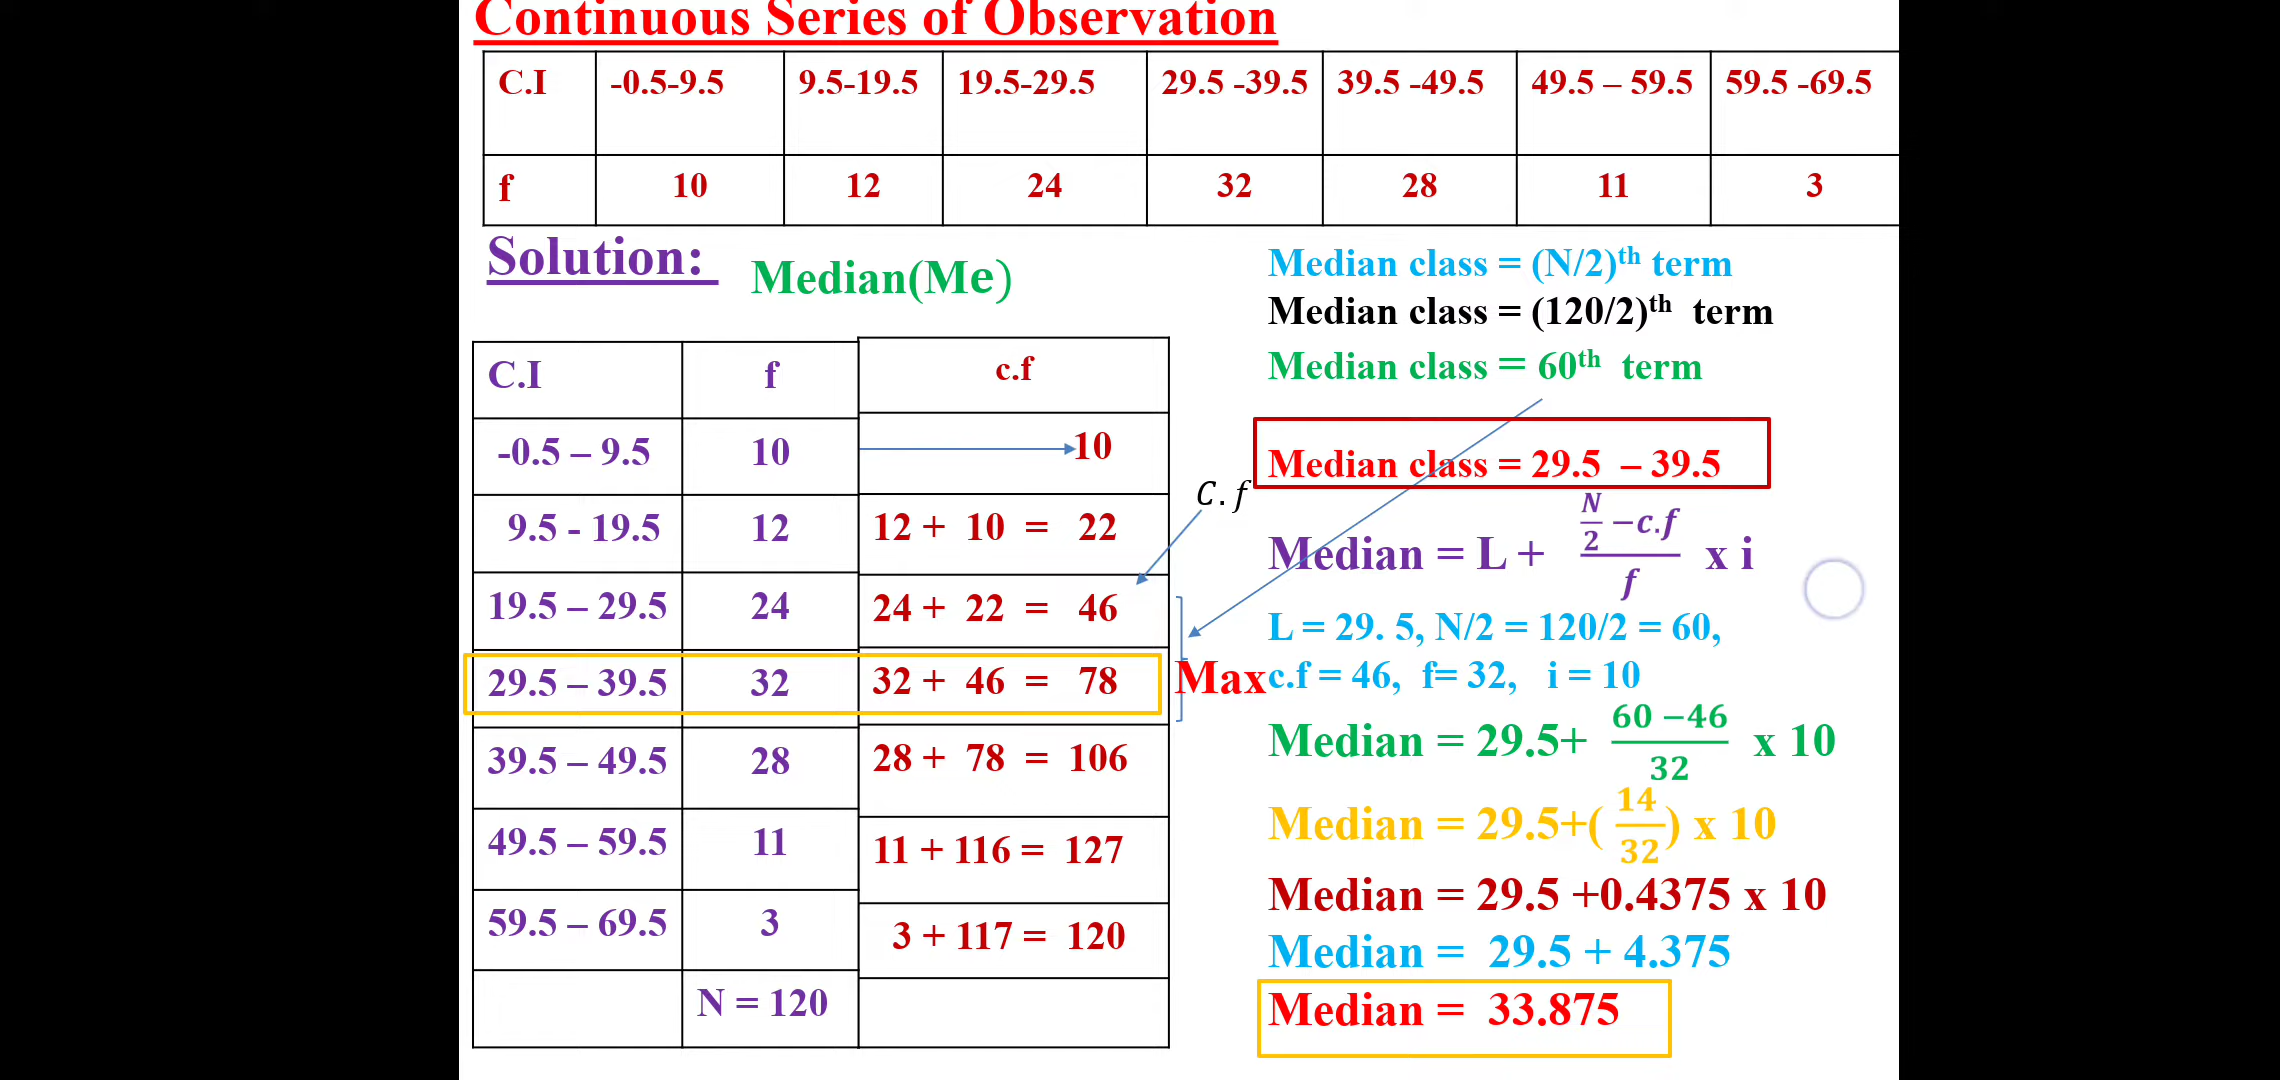 Continuous Series of Observation
C.I -0.5-9.5 9.5-19.5 19.5-29.5 29.5 -39.5 39.5 -49.5 49.5 – 59.5 59.5 -69.5
f 10 12 24 32 28 11 3
Solution:
Median(Me)
C.I f c.f
-0.5 – 9.5 10 10
9.5 - 19.5 12 12 + 10 = 22
19.5 – 29.5 24 24 + 22 = 46
29.5 – 39.5 32 32 + 46 = 78
39.5 – 49.5 28 28 + 78 = 106
49.5 – 59.5 11 11 + 116 = 127
59.5 – 69.5 3 3 + 117 = 120
N = 120
C.f
Max
Median class = (N/2)th term
Median class = (120/2)th term
Median class = 60th term
Median class = 29.5 – 39.5
Median = L + (N/2 – c.f)/f x i
L = 29. 5, N/2 = 120/2 = 60,
c.f = 46, f= 32, i = 10
Median = 29.5+ (60 – 46)/32 x 10
Median = 29.5+(14/32) x 10
Median = 29.5 +0.4375 x 10
Median = 29.5 + 4.375
Median = 33.875